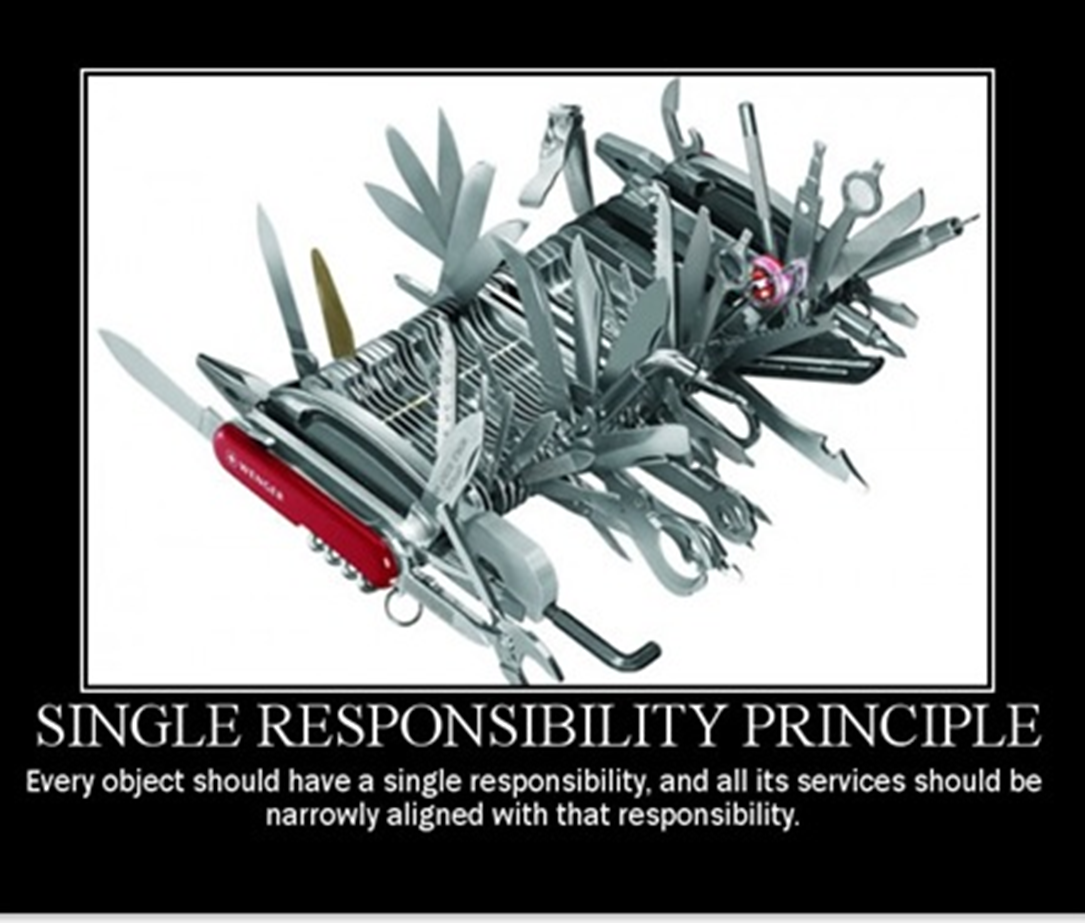 WENGER
SINGLE RESPONSIBILITY PRINCIPLE
Every object should have a single responsibility, and all its services should be
narrowly aligned with that responsibility.